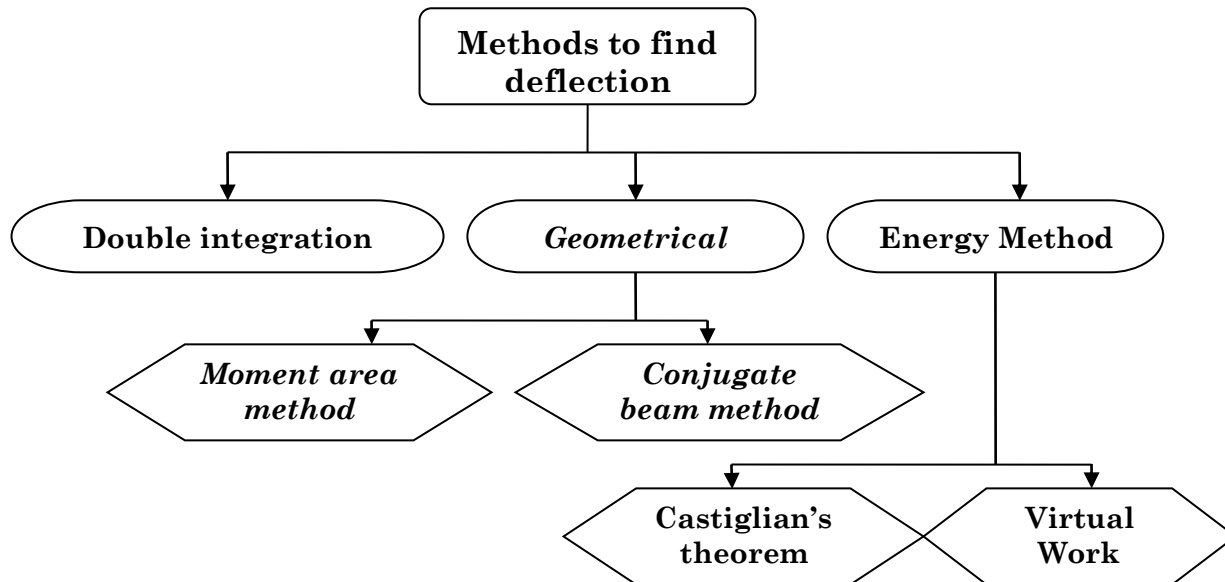 Methods to find
deflection
Double integration
Geometrical
Energy Method
Moment area
method
Conjugate
beam method
Castiglian’s
theorem
Virtual
Work